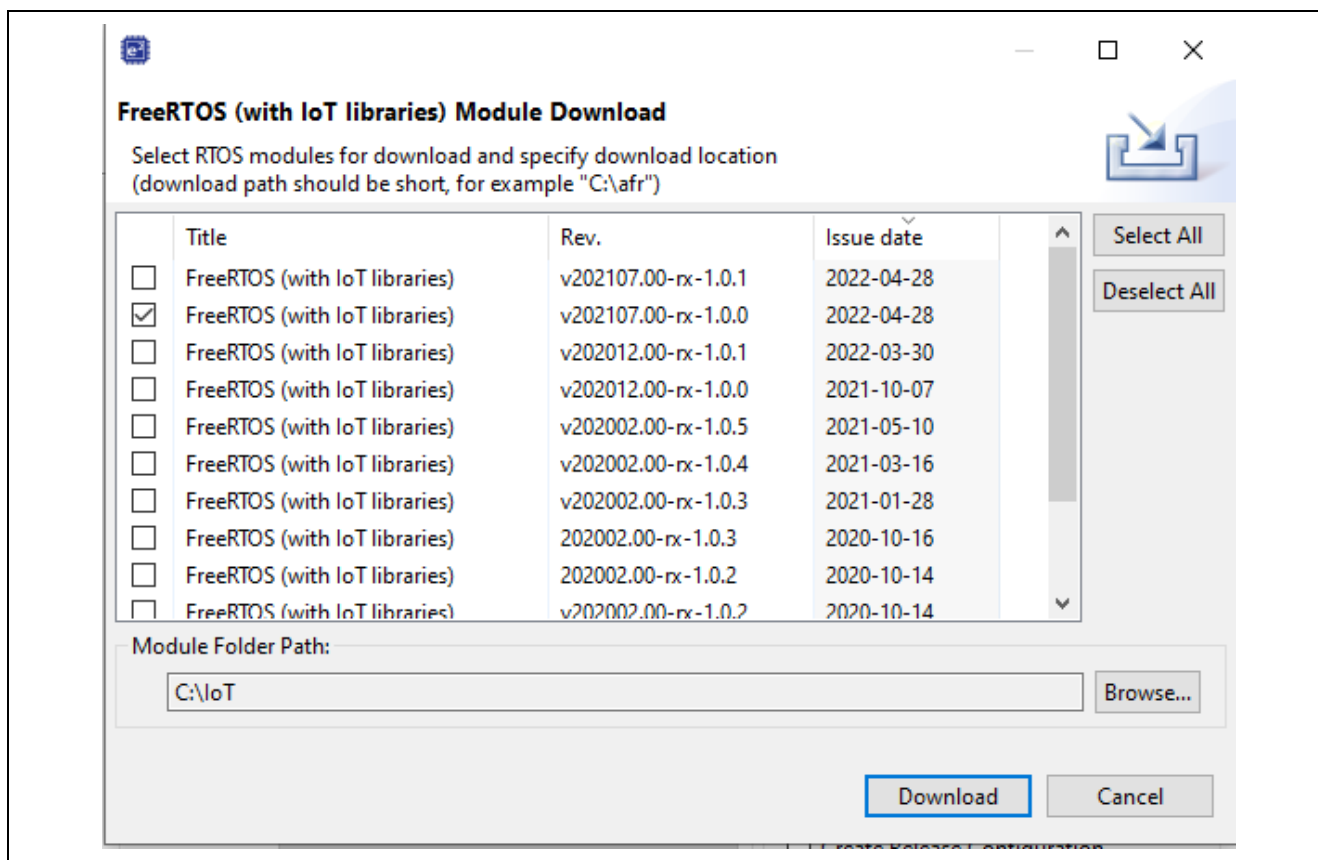 FreeRTOS (with IoT libraries) Module Download
Select RTOS modules for download and specify download location
(download path should be short, for example "C:\afr")
Title Rev. Issue date
FreeRTOS (with IoT libraries) v202107.00-rx-1.0.1 2022-04-28
FreeRTOS (with IoT libraries) v202107.00-rx-1.0.0 2022-04-28
FreeRTOS (with IoT libraries) v202012.00-rx-1.0.1 2022-03-30
FreeRTOS (with IoT libraries) v202012.00-rx-1.0.0 2021-10-07
FreeRTOS (with IoT libraries) v202002.00-rx-1.0.5 2021-05-10
FreeRTOS (with IoT libraries) v202002.00-rx-1.0.4 2021-03-16
FreeRTOS (with IoT libraries) v202002.00-rx-1.0.3 2021-01-28
FreeRTOS (with IoT libraries) 202002.00-rx-1.0.3 2020-10-16
FreeRTOS (with IoT libraries) 202002.00-rx-1.0.2 2020-10-14
FreeRTOS (with IoT libraries) v202002.00-rx-1.0.2 2020-10-14
Select All
Deselect All
Module Folder Path:
C:\IoT
Browse...
Download Cancel
Create Release Configuration